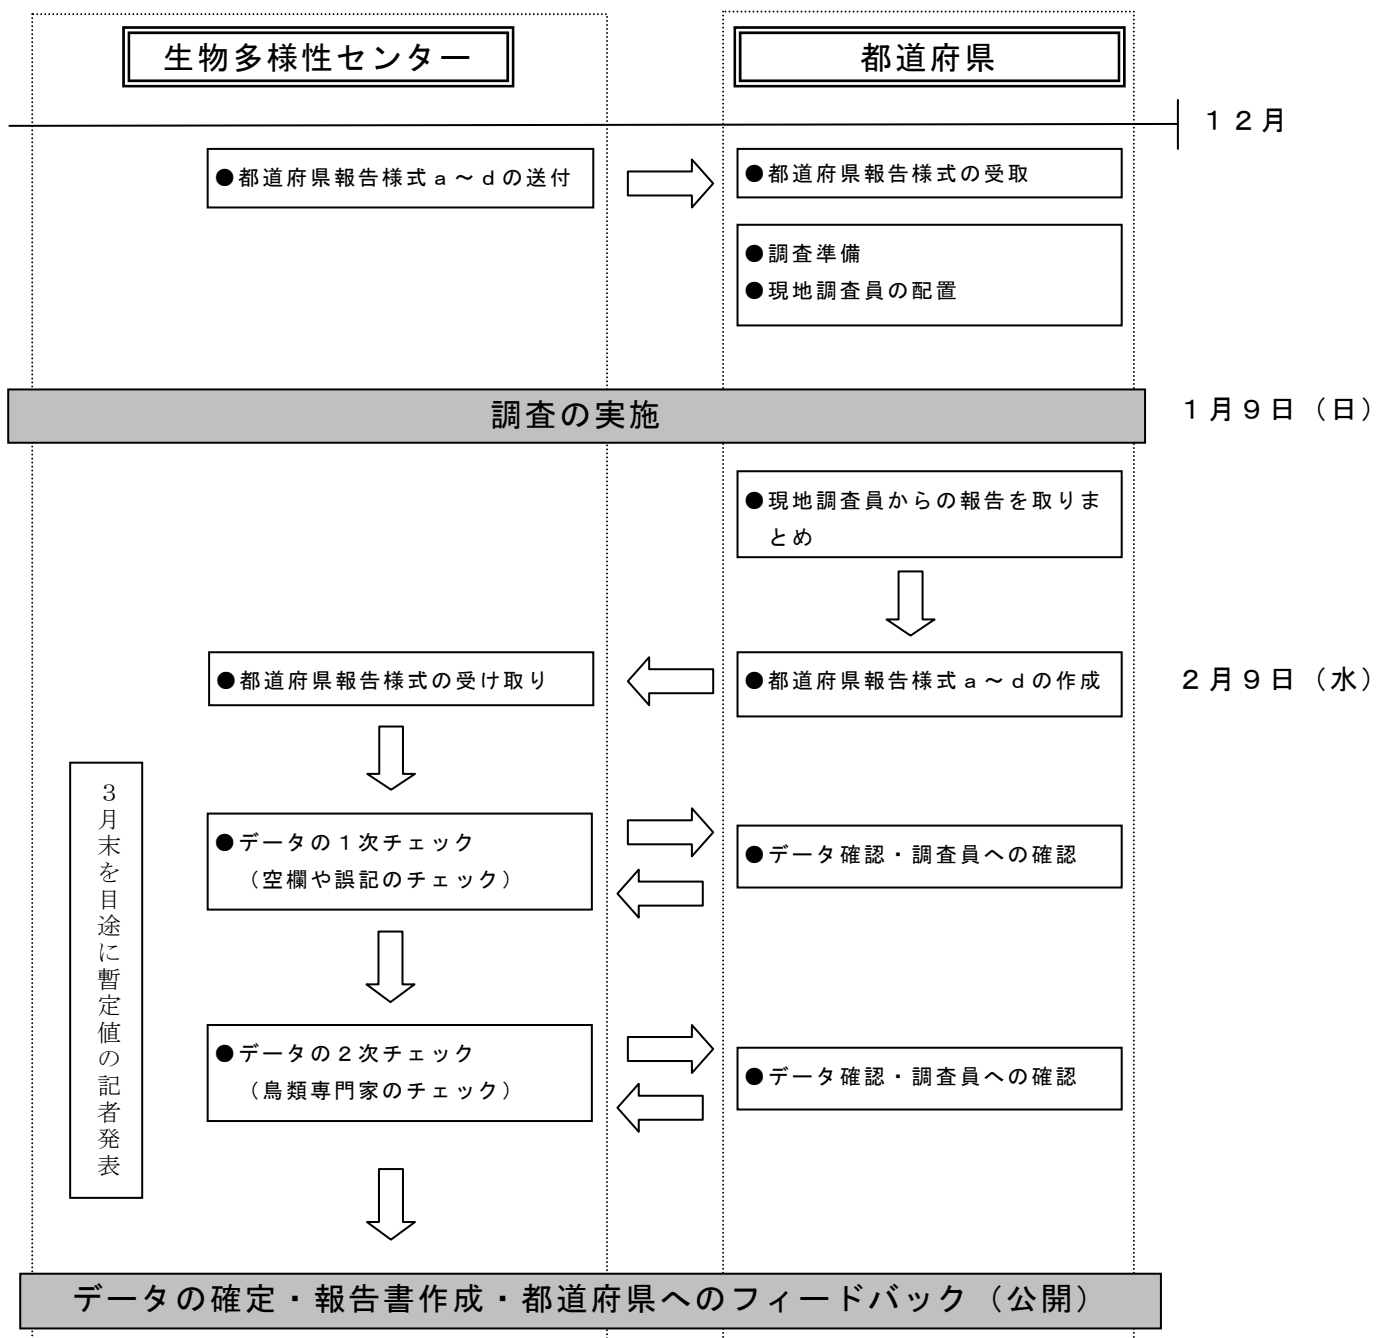 生物多様性センター
都道府県
１２月
●都道府県報告様式ａ～ｄの送付
●都道府県報告様式の受取
●調査準備
●現地調査員の配置
調査の実施
１月９日（日）
●現地調査員からの報告を取りま
とめ
●都道府県報告様式の受け取り
●都道府県報告様式ａ～ｄの作成
２月９日（水）
３月末を目途に暫定値の記者発表
●データの１次チェック
（空欄や誤記のチェック）
●データ確認・調査員への確認
●データの２次チェック
（鳥類専門家のチェック）
●データ確認・調査員への確認
データの確定・報告書作成・都道府県へのフィードバック（公開）